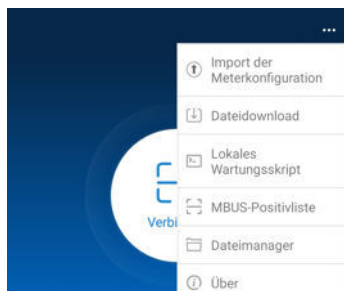 Import der
Meterkonfiguration
Dateidownload
Lokales
Wartungsskript
MBUS-Positivliste
Verbi
Dateimanager
Über